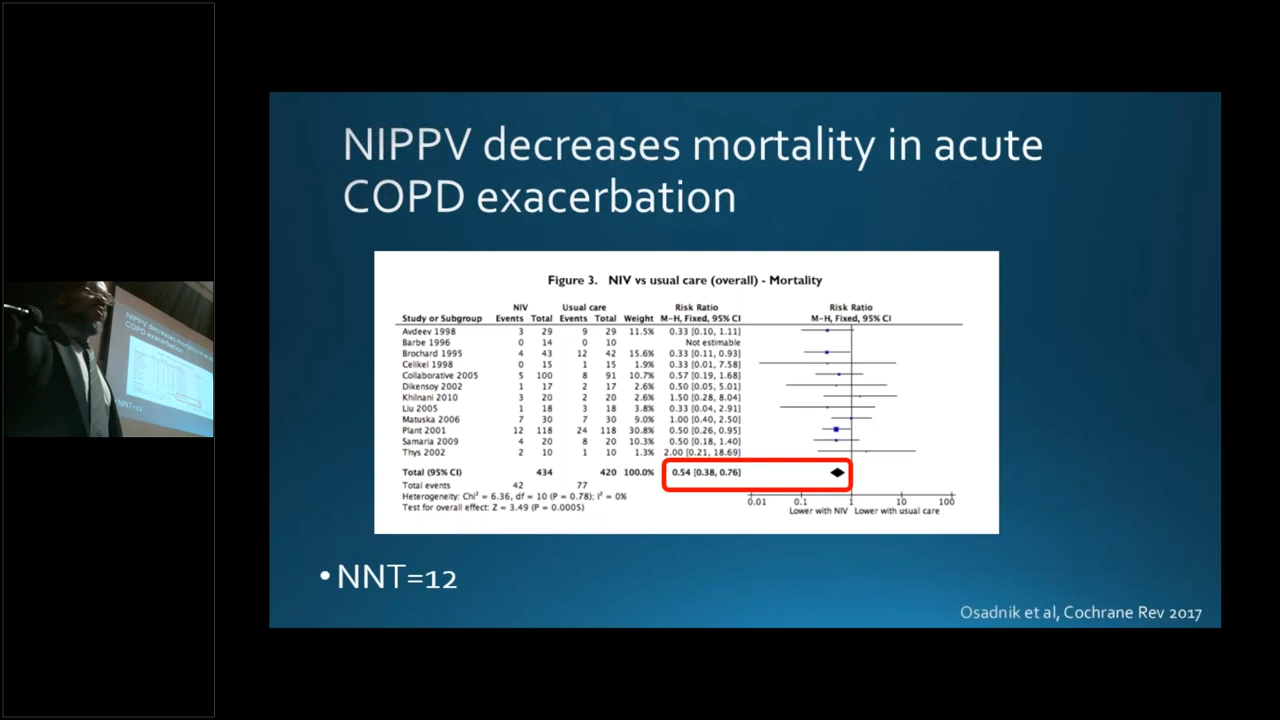 NIPPV decreases mortality in acute
COPD exacerbation
Figure 3. NIV vs usual care (overall) - Mortality
NIV Usual care Risk Ratio Risk Ratio
Study or Subgroup Events Total Events Total Weight M-H, Fixed, 95% CI M-H, Fixed, 95% CI
Avdeev 1998 3 29 9 29 11.5% 0.33 [0.10, 1.11]
Barbe 1996 0 14 0 10 Not estimable
Brochard 1995 4 43 12 42 15.6% 0.33 [0.11, 0.93]
Celikel 1998 0 15 1 15 1.9% 0.33 [0.01, 7.58]
Collaborative 2005 5 100 8 91 10.7% 0.57 [0.19, 1.68]
Dikensoy 2002 1 17 2 17 2.6% 0.50 [0.05, 5.01]
Khilnani 2010 3 20 2 20 2.6% 1.50 [0.28, 8.04]
Liu 2005 1 18 3 18 3.8% 0.33 [0.04, 2.91]
Matuska 2006 7 30 7 30 9.0% 1.00 [0.40, 2.50]
Plant 2001 12 118 24 118 30.8% 0.50 [0.26, 0.95]
Samaria 2009 4 20 8 20 10.3% 0.50 [0.18, 1.40]
Thys 2002 2 10 1 10 1.3% 2.00 [0.21, 18.69]
Total (95% CI) 434 420 100.0% 0.54 [0.38, 0.76]
Total events 42 77
Heterogeneity: Chi² = 6.36, df = 10 (P = 0.78); I² = 0%
Test for overall effect: Z = 3.49 (P = 0.0005)
0.01 0.1 1 10 100
Lower with NIV Lower with usual care
• NNT=12
Osadnik et al, Cochrane Rev 2017
NIPPV decreases mortality in
COPD exacerbation
•NNT=12